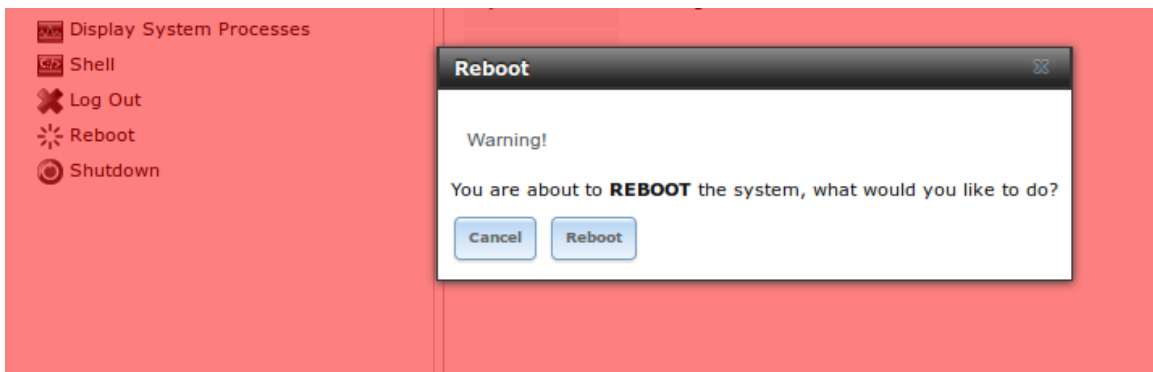 Display System Processes
Shell
Log Out
Reboot
Shutdown
Reboot
Warning!
You are about to REBOOT the system, what would you like to do?
Cancel Reboot